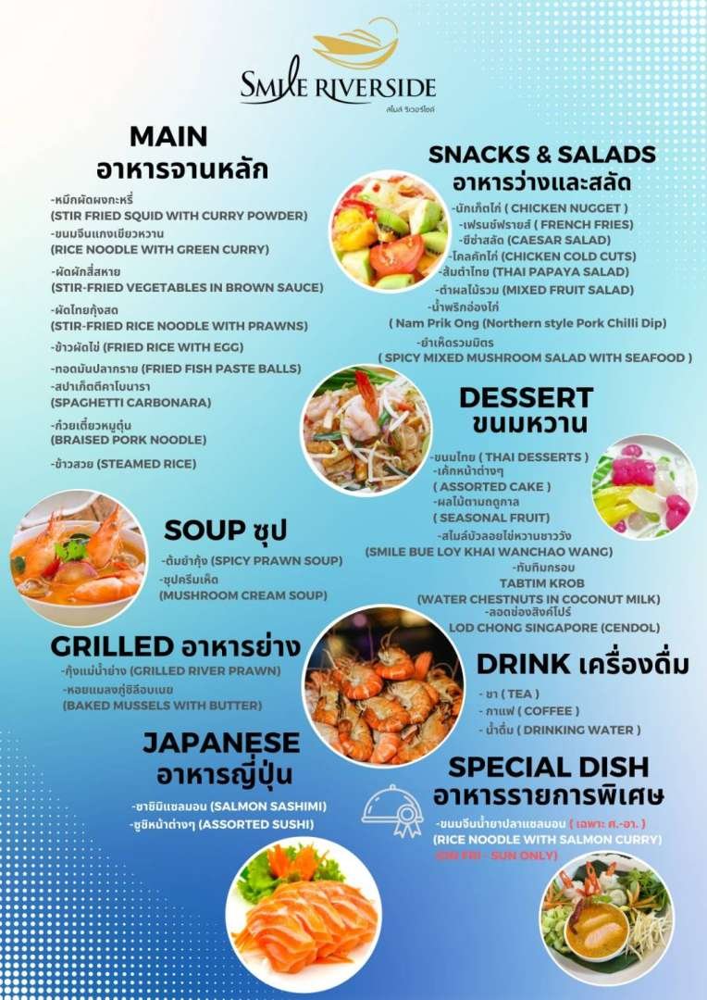 SMILE RIVERSIDE
สไมล์ ริเวอร์ไซด์
MAIN
อาหารจานหลัก
-หมึกผัดผงกะหรี่
(STIR FRIED SQUID WITH CURRY POWDER)
-ขนมจีนแกงเขียวหวาน
(RICE NOODLE WITH GREEN CURRY)
-ผัดผักสี่สหาย
(STIR-FRIED VEGETABLES IN BROWN SAUCE)
-ผัดไทยกุ้งสด
(STIR-FRIED RICE NOODLE WITH PRAWNS)
-ข้าวผัดไข่ (FRIED RICE WITH EGG)
-ทอดมันปลากราย (FRIED FISH PASTE BALLS)
-สปาเก็ตตีคาโบนารา
(SPAGHETTI CARBONARA)
-ก๋วยเตี๋ยวหมูตุ๋น
(BRAISED PORK NOODLE)
-ข้าวสวย (STEAMED RICE)
SNACKS & SALADS
อาหารว่างและสลัด
-นักเก็ตไก่ ( CHICKEN NUGGET )
-เฟรนช์ฟรายส์ ( FRENCH FRIES)
-ซีซ่าสลัด (CAESAR SALAD)
-โคลคัทไก่ (CHICKEN COLD CUTS)
-ส้มตำไทย (THAI PAPAYA SALAD)
-ตำผลไม้รวม (MIXED FRUIT SALAD)
-น้ำพริกอ่องไก่
( Nam Prik Ong (Northern style Pork Chilli Dip)
-ยำเห็ดรวมมิตร
( SPICY MIXED MUSHROOM SALAD WITH SEAFOOD )
DESSERT
ขนมหวาน
-ขนมไทย ( THAI DESSERTS )
-เค้กหน้าต่างๆ
( ASSORTED CAKE )
-ผลไม้ตามฤดูกาล
( SEASONAL FRUIT)
-สไมล์บัวลอยไข่หวานชาววัง
(SMILE BUE LOY KHAI WANCHAO WANG)
-ทับทิมกรอบ
TABTIM KROB
(WATER CHESTNUTS IN COCONUT MILK)
-ลอดช่องสิงค์โปร์
LOD CHONG SINGAPORE (CENDOL)
SOUP ซุป
-ต้มยำกุ้ง (SPICY PRAWN SOUP)
-ซุปครีมเห็ด
(MUSHROOM CREAM SOUP)
GRILLED อาหารย่าง
-กุ้งแม่น้ำย่าง (GRILLED RIVER PRAWN)
-หอยแมลงภู่ชิลีอบเนย
(BAKED MUSSELS WITH BUTTER)
DRINK เครื่องดื่ม
- ชา ( TEA )
- กาแฟ ( COFFEE )
- น้ำดื่ม ( DRINKING WATER )
JAPANESE
อาหารญี่ปุ่น
-ซาชิมิแซลมอน (SALMON SASHIMI)
-ซูชิหน้าต่างๆ (ASSORTED SUSHI)
SPECIAL DISH
อาหารรายการพิเศษ
-ขนมจีนน้ำยาปลาแซลมอน ( เฉพาะ ศ.-อา. )
(RICE NOODLE WITH SALMON CURRY)
(ON FRI - SUN ONLY)